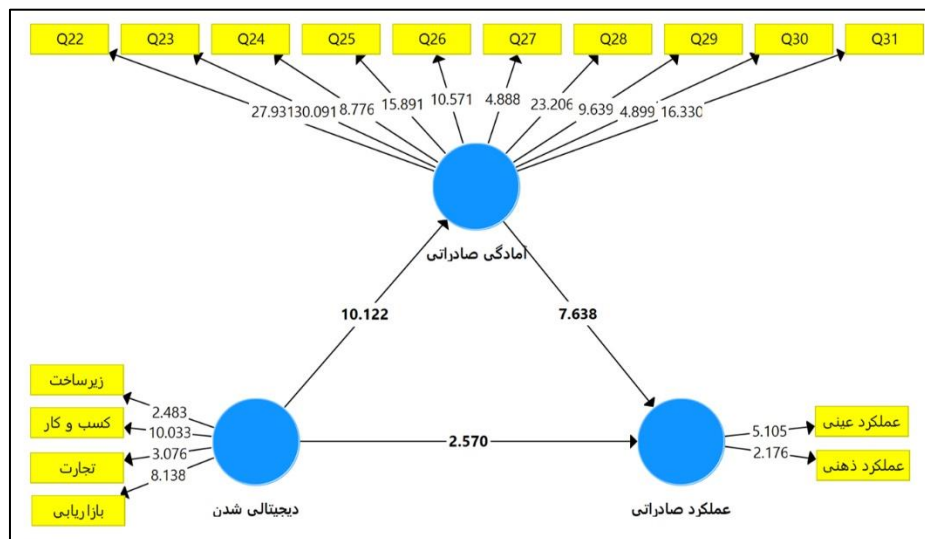 Q22 Q23 Q24 Q25 Q26 Q27 Q28 Q29 Q30 Q31
27.931 30.091 8.776 15.891 10.571 4.888 23.206 9.639 4.899 16.330
آمادگی صادراتی
10.122 7.638
زیرساخت
2.483
کسب و کار
10.033
2.570
تجارت
3.076
8.138
بازاریابی
دیجیتالی شدن
عملکرد عینی
5.105
2.176
عملکرد ذهنی
عملکرد صادراتی